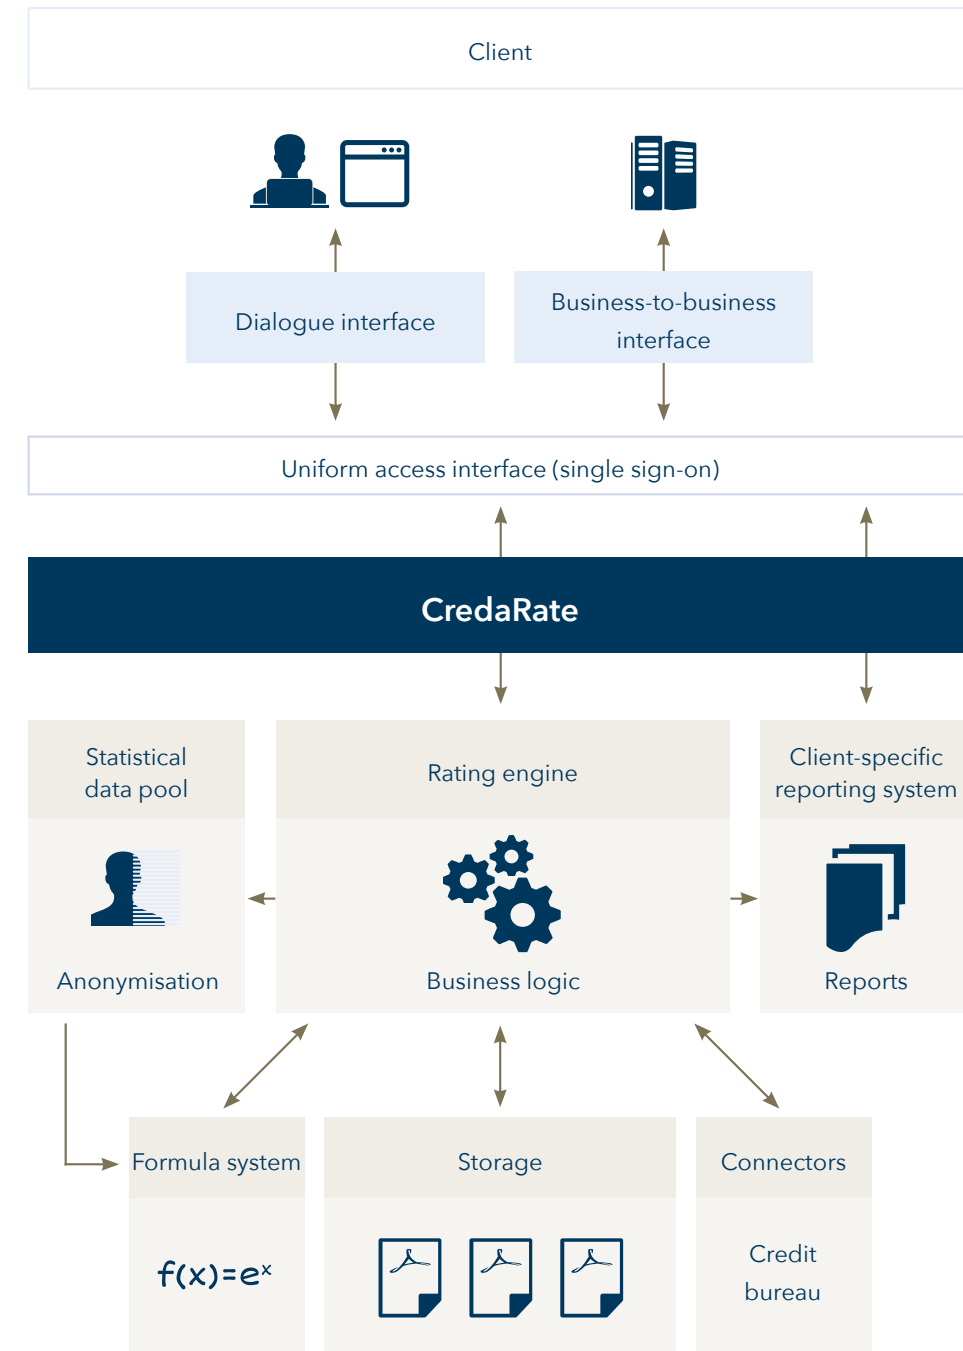 Client
Dialogue interface
Business-to-business
interface
Uniform access interface (single sign-on)
CredaRate
Statistical
data pool
Rating engine
Client-specific
reporting system
Anonymisation
Business logic
Reports
Formula system
Storage
Connectors
f(x)=eˣ
Credit
bureau